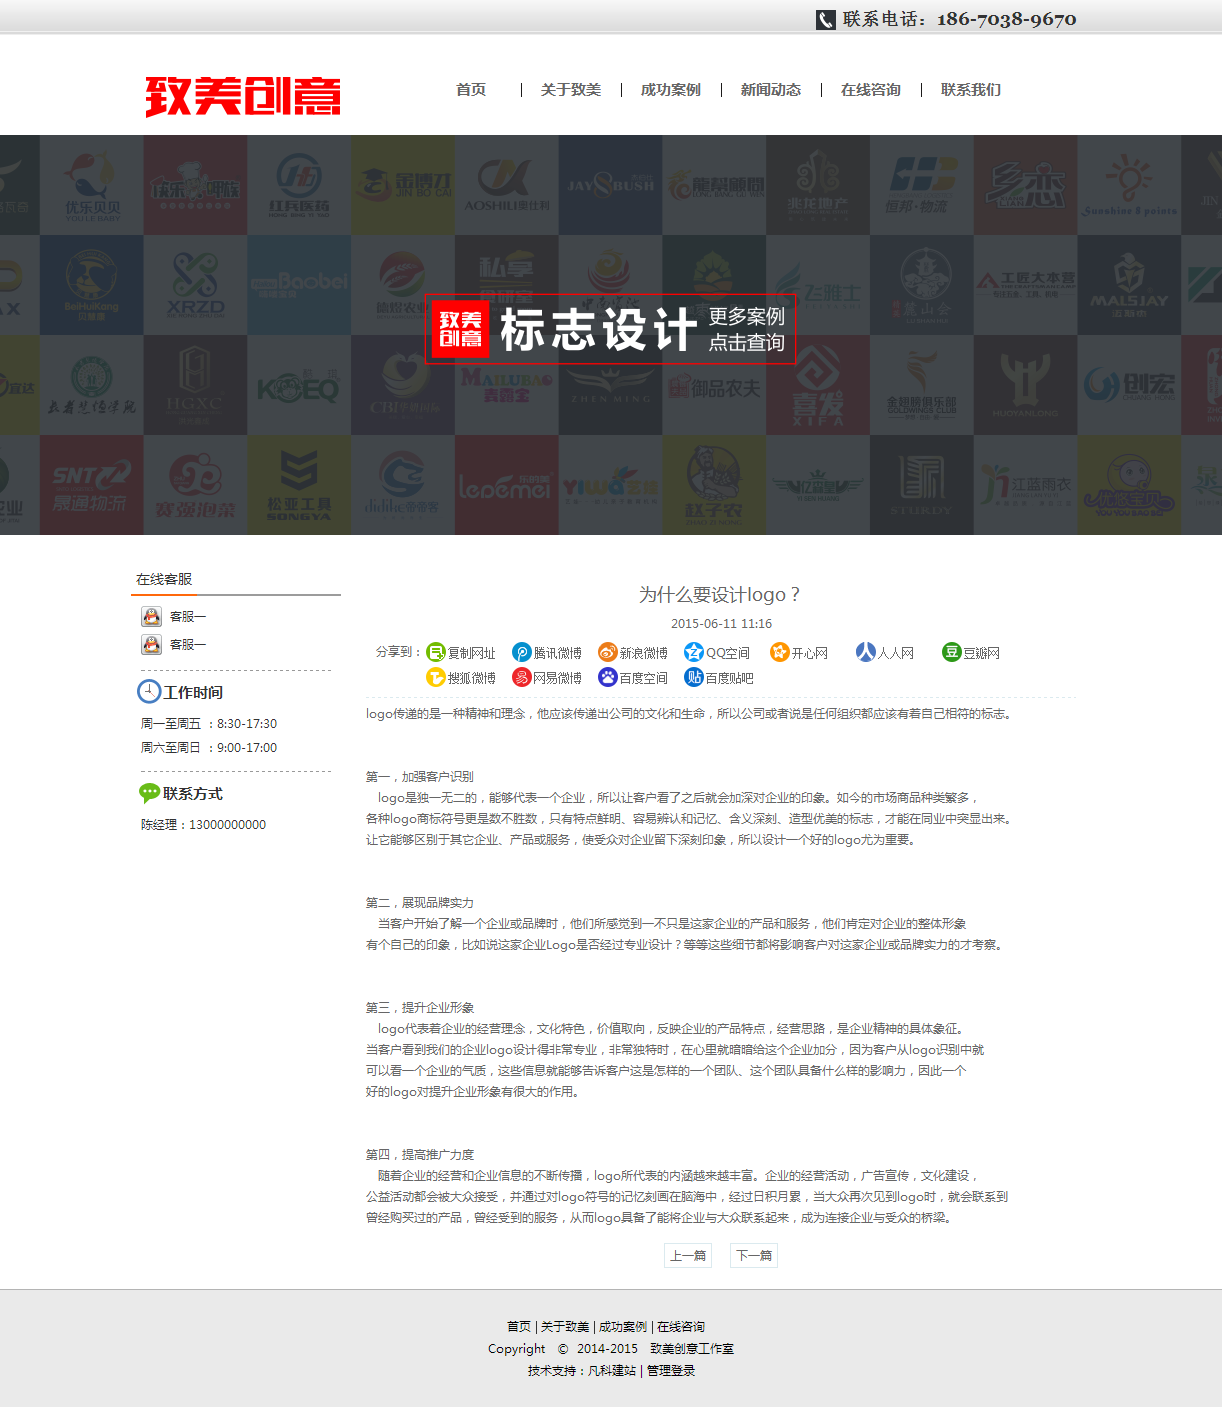 联系电话：186-7038-9670
致美创意
首页
关于致美
成功案例
新闻动态
在线咨询
联系我们
优乐贝贝
YOU LE BABY
红兵医药
金博才
JIN BO CAI
AOSHILI奥仕科
JAY BUSH
兆龙地产
恒邦·物流
乡恋
Sunshine 8 points
BeiHuiKang
XRZD
Baobei
德煜农业
私享
飞雅士
工匠大本营
MALSJAY
致美创意
标志设计
更多案例
点击查询
宜达
HGXC
KOEQ
CBI华尔国际
MAILUBAO
麦露宝
ZHEN MING
御品农夫
喜发
XIFA
金翅膀俱乐部
GOLDWINGS CLUB
HUOYANLONG
创宏
CHUANG HONG
SNT
晟通物流
赛强泡菜
松亚工具
SONGYA
didike
Lepemei
YIWA
赵子农
STURDY
江蓝雨衣
优悠宝贝
YOU YOU BAO BEI
在线客服
客服一
客服一
工作时间
周一至周五 ：8:30-17:30
周六至周日 ：9:00-17:00
联系方式
陈经理：13000000000
为什么要设计logo？
2015-06-11 11:16
分享到： 复制网址 腾讯微博 新浪微博 QQ空间 开心网 人人网 豆瓣网
搜狐微博 网易微博 百度空间 百度贴吧
logo传递的是一种精神和理念，他应该传递出公司的文化和生命，所以公司或者说是任何组织都应该有着自己相符的标志。
第一，加强客户识别
logo是独一无二的，能够代表一个企业，所以让客户看了之后就会加深对企业的印象。如今的市场商品种类繁多，
各种logo商标符号更是数不胜数，只有特点鲜明、容易辨认和记忆、含义深刻、造型优美的标志，才能在同业中突显出来。
让它能够区别于其它企业、产品或服务，使受众对企业留下深刻印象，所以设计一个好的logo尤为重要。
第二，展现品牌实力
当客户开始了解一个企业或品牌时，他们所感觉到一不只是这家企业的产品和服务，他们肯定对企业的整体形象
有个自己的印象，比如说这家企业Logo是否经过专业设计？等等这些细节都将影响客户对这家企业或品牌实力的才考察。
第三，提升企业形象
logo代表着企业的经营理念，文化特色，价值取向，反映企业的产品特点，经营思路，是企业精神的具体象征。
当客户看到我们的企业logo设计得非常专业，非常独特时，在心里就暗暗给这个企业加分，因为客户从logo识别中就
可以看一个企业的气质，这些信息就能够告诉客户这是怎样的一个团队、这个团队具备什么样的影响力，因此一个
好的logo对提升企业形象有很大的作用。
第四，提高推广力度
随着企业的经营和企业信息的不断传播，logo所代表的内涵越来越丰富。企业的经营活动，广告宣传，文化建设，
公益活动都会被大众接受，并通过对logo符号的记忆刻画在脑海中，经过日积月累，当大众再次见到logo时，就会联系到
曾经购买过的产品，曾经受到的服务，从而logo具备了能将企业与大众联系起来，成为连接企业与受众的桥梁。
上一篇 下一篇
首页 | 关于致美 | 成功案例 | 在线咨询
Copyright © 2014-2015 致美创意工作室
技术支持：凡科建站 | 管理登录